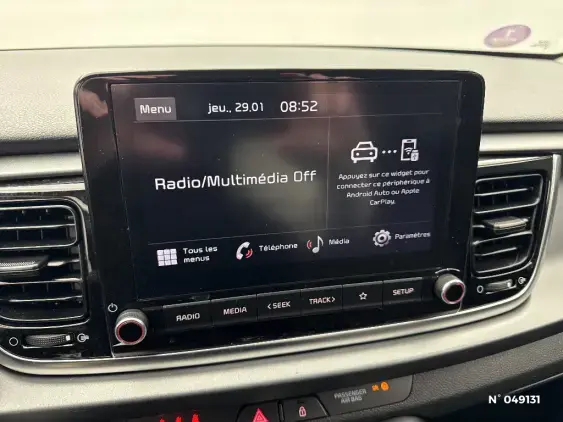 Menu
jeu., 29.01
08:52
Radio/Multimédia Off
Appuyez sur ce widget pour
connecter ce périphérique à
Android Auto ou Apple
CarPlay.
Tous les
menus
Téléphone
Média
Paramètres
RADIO
MEDIA
< SEEK
TRACK >
SETUP
PASSENGER
AIR BAG
N° 049131